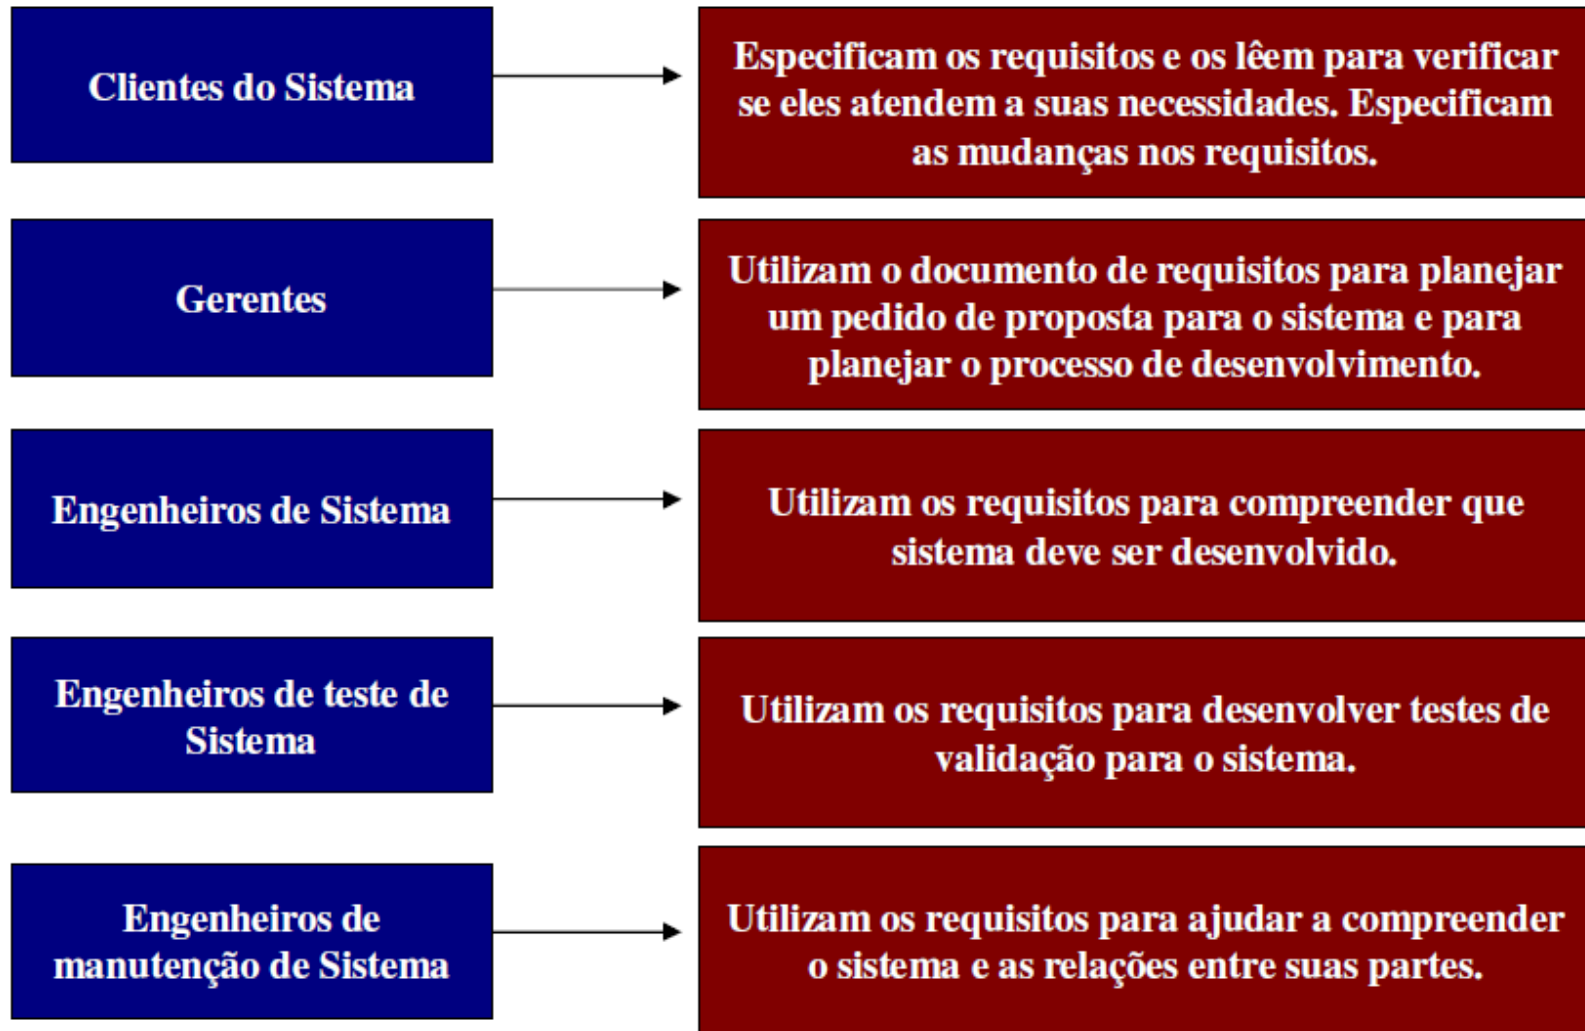 Clientes do Sistema
Especificam os requisitos e os lêem para verificar
se eles atendem a suas necessidades. Especificam
as mudanças nos requisitos.
Gerentes
Utilizam o documento de requisitos para planejar
um pedido de proposta para o sistema e para
planejar o processo de desenvolvimento.
Engenheiros de Sistema
Utilizam os requisitos para compreender que
sistema deve ser desenvolvido.
Engenheiros de teste de
Sistema
Utilizam os requisitos para desenvolver testes de
validação para o sistema.
Engenheiros de
manutenção de Sistema
Utilizam os requisitos para ajudar a compreender
o sistema e as relações entre suas partes.